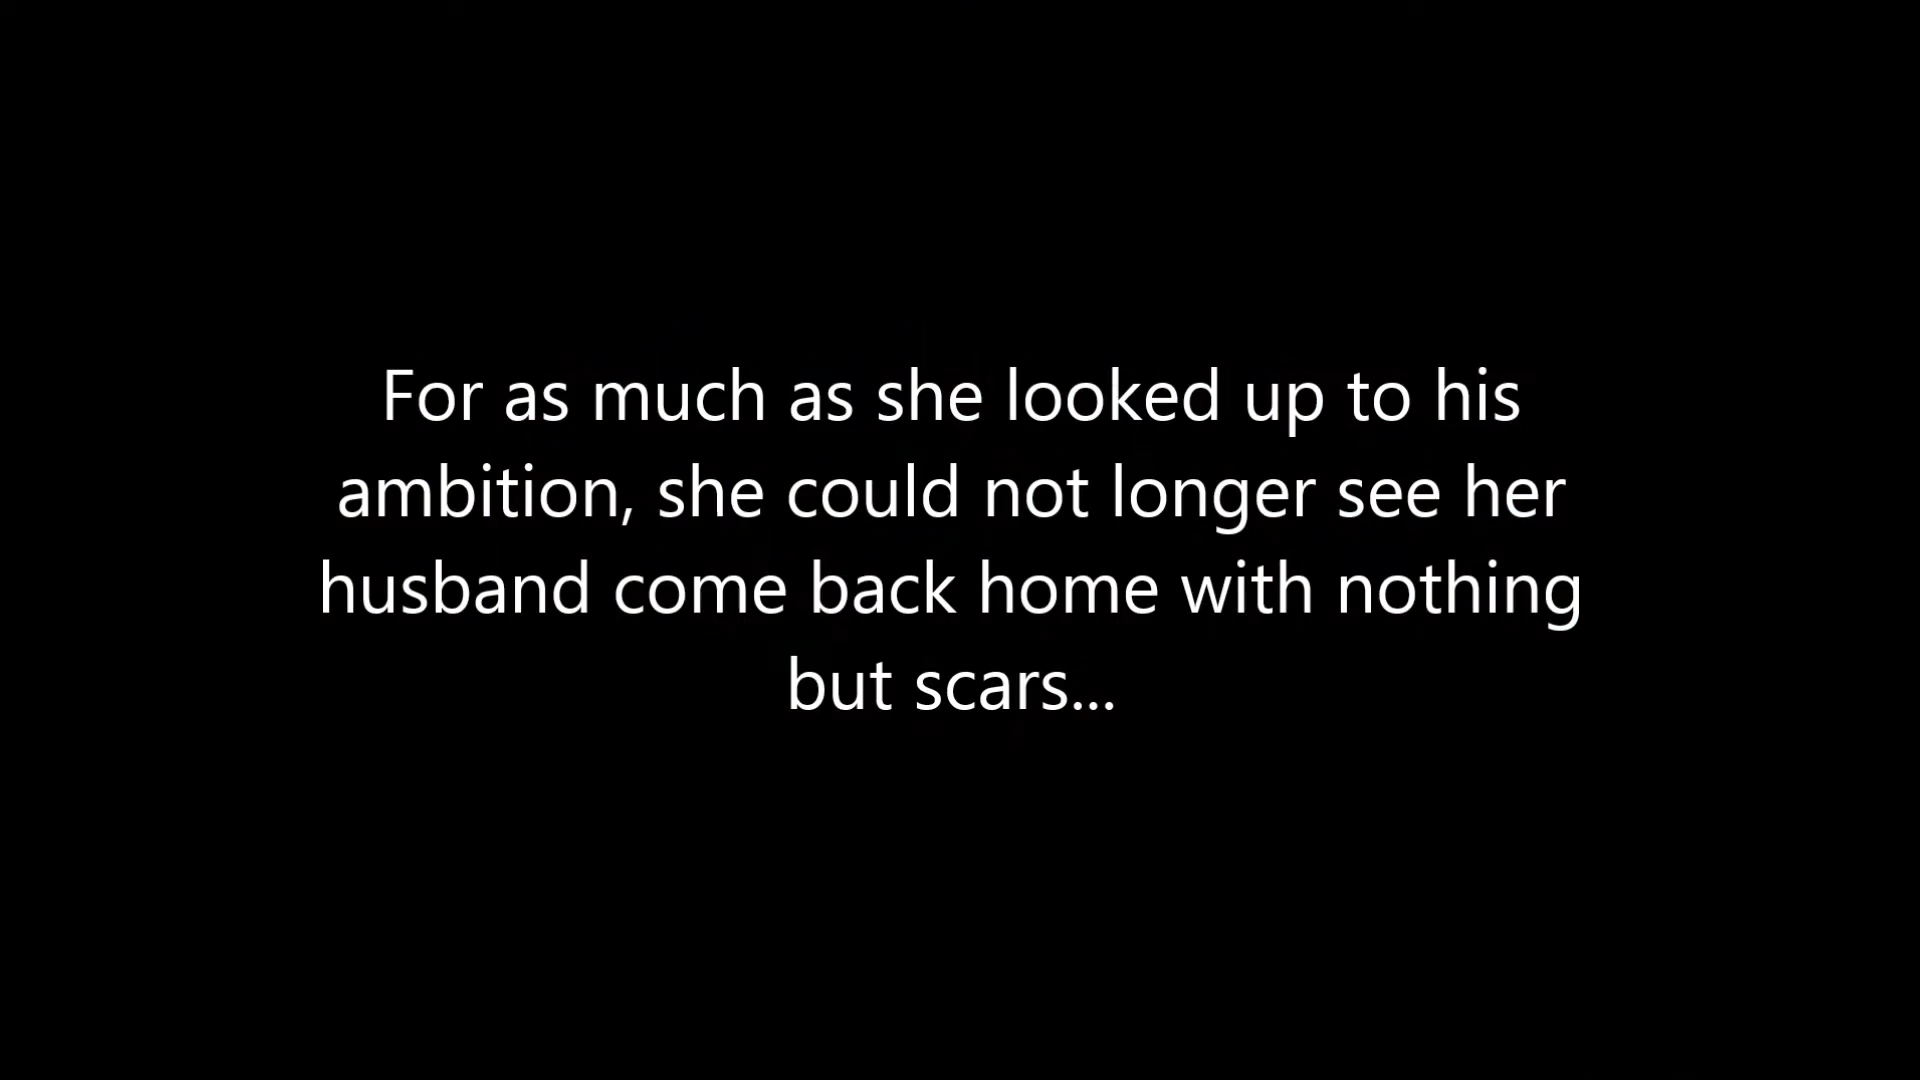 For as much as she looked up to his
ambition, she could not longer see her
husband come back home with nothing
but scars...